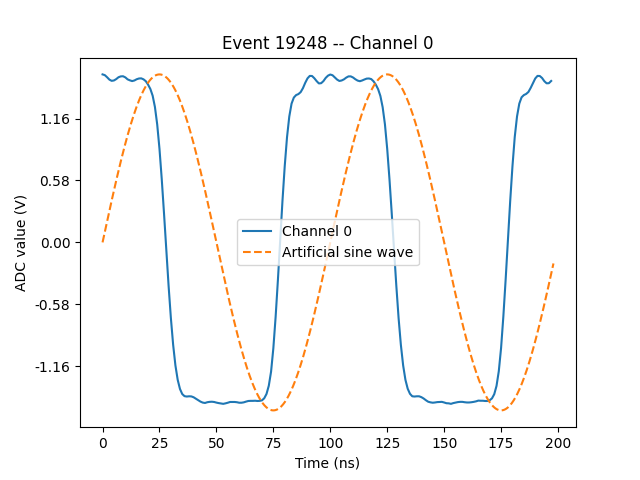 Event 19248 -- Channel 0
ADC value (V)
1.16
0.58
0.00
-0.58
-1.16
Channel 0
Artificial sine wave
0 25 50 75 100 125 150 175 200
Time (ns)